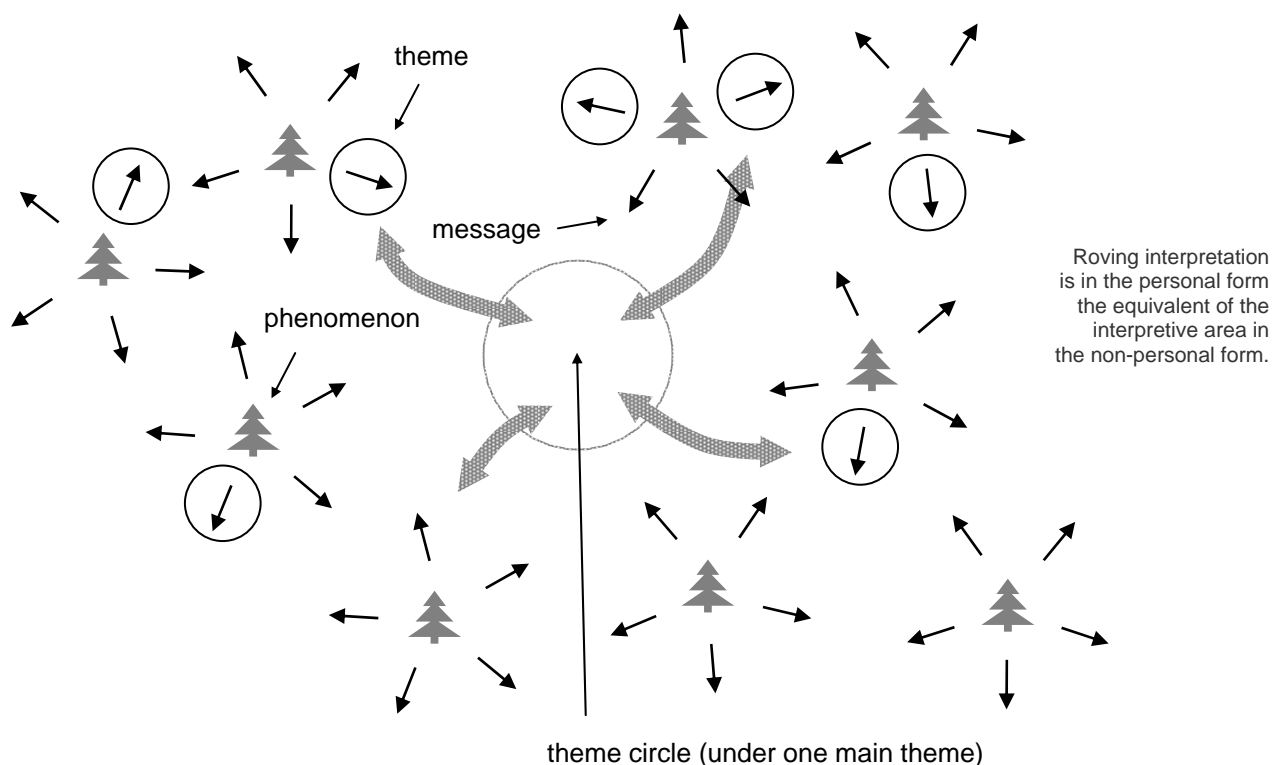 theme
message
phenomenon
Roving interpretation
is in the personal form
the equivalent of the
interpretive area in
the non-personal form.
theme circle (under one main theme)